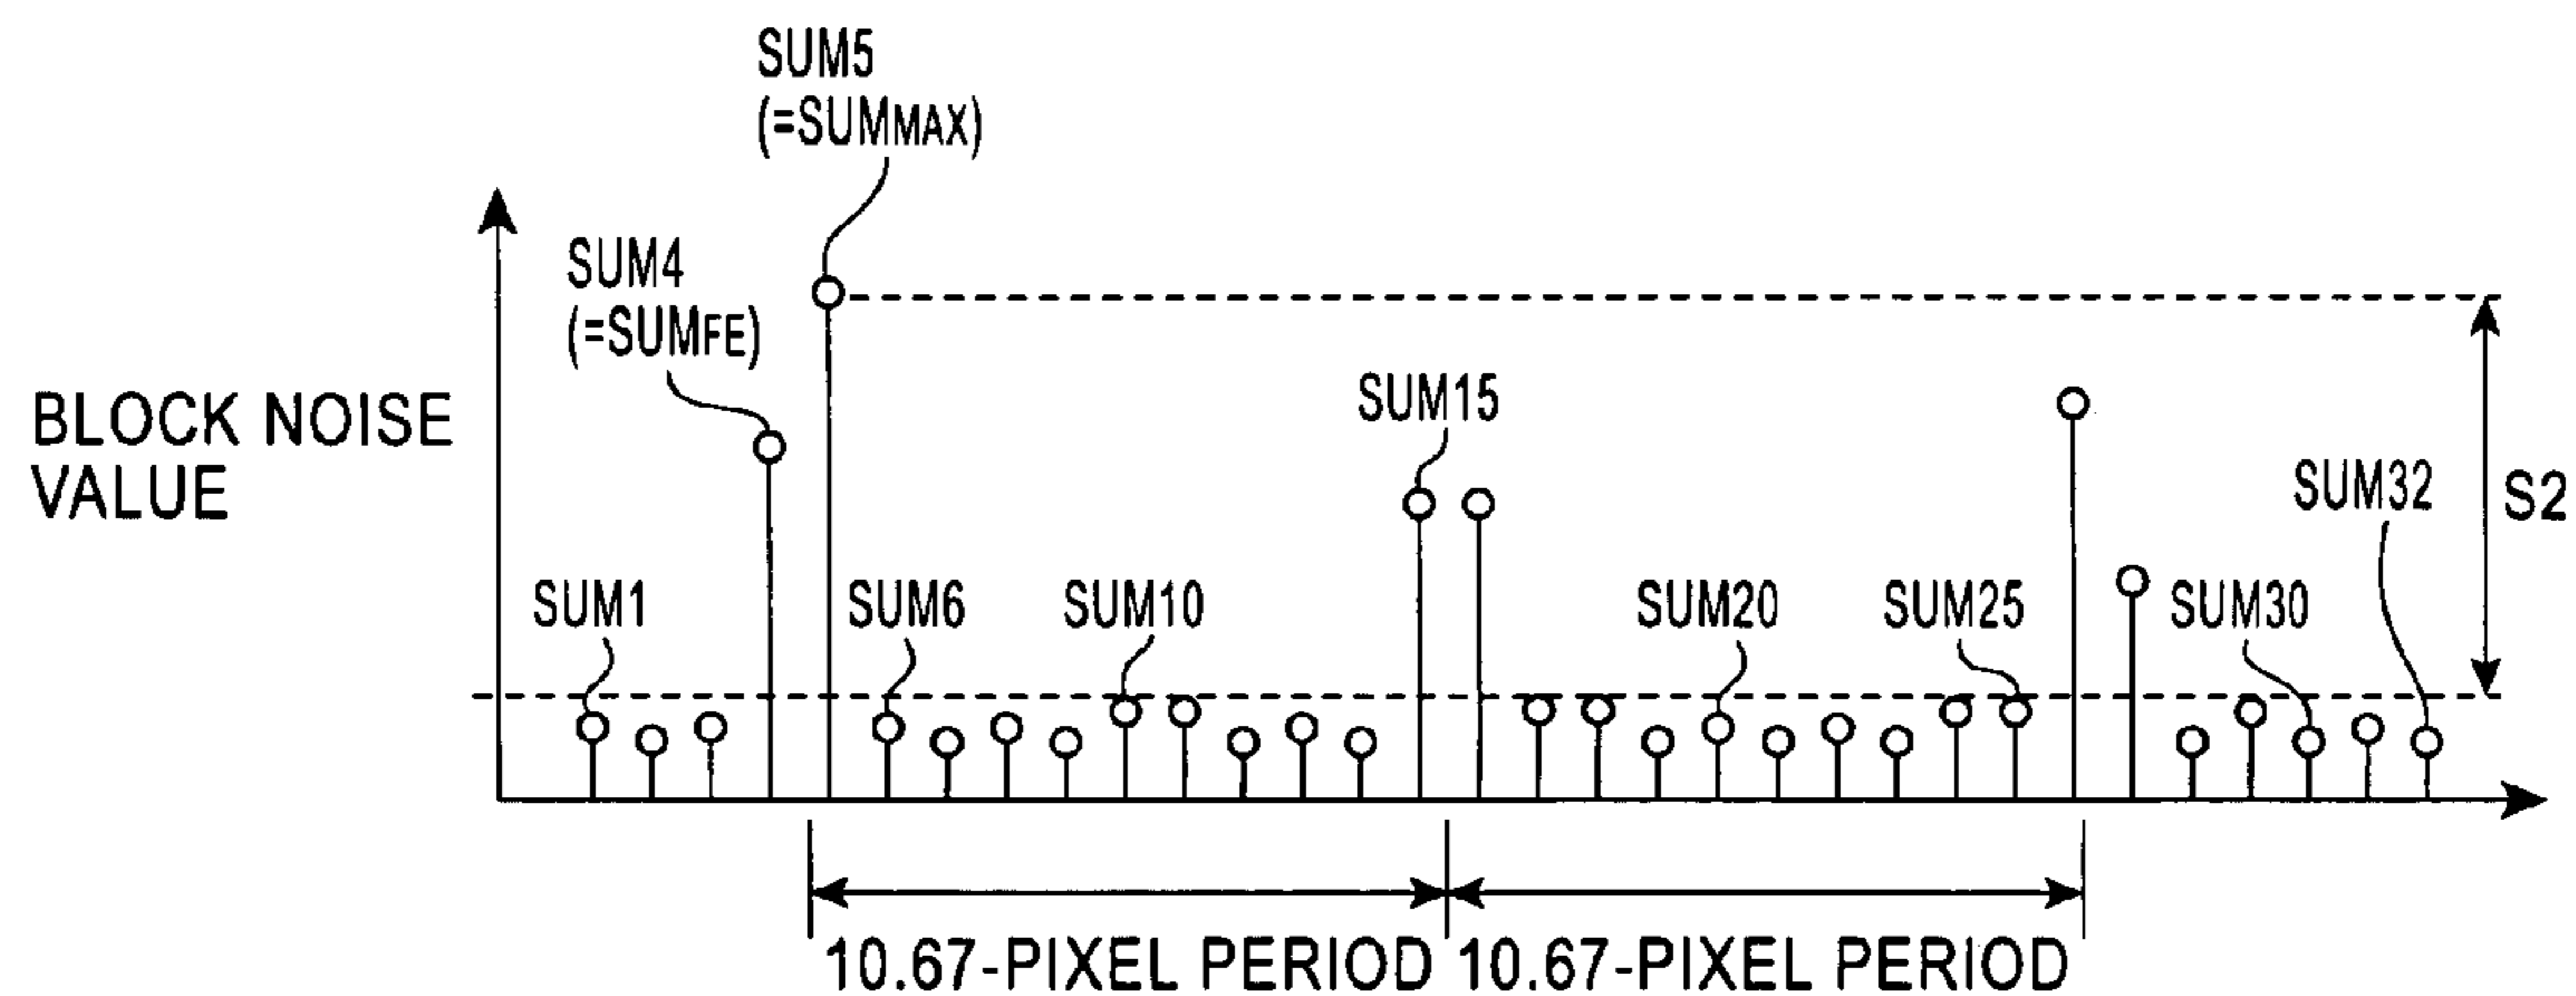 SUM5
(=SUMMAX)
SUM4
(=SUMFE)
BLOCK NOISE
VALUE
SUM15
SUM32
S2
SUM1
SUM6
SUM10
SUM20
SUM25
SUM30
10.67-PIXEL PERIOD
10.67-PIXEL PERIOD